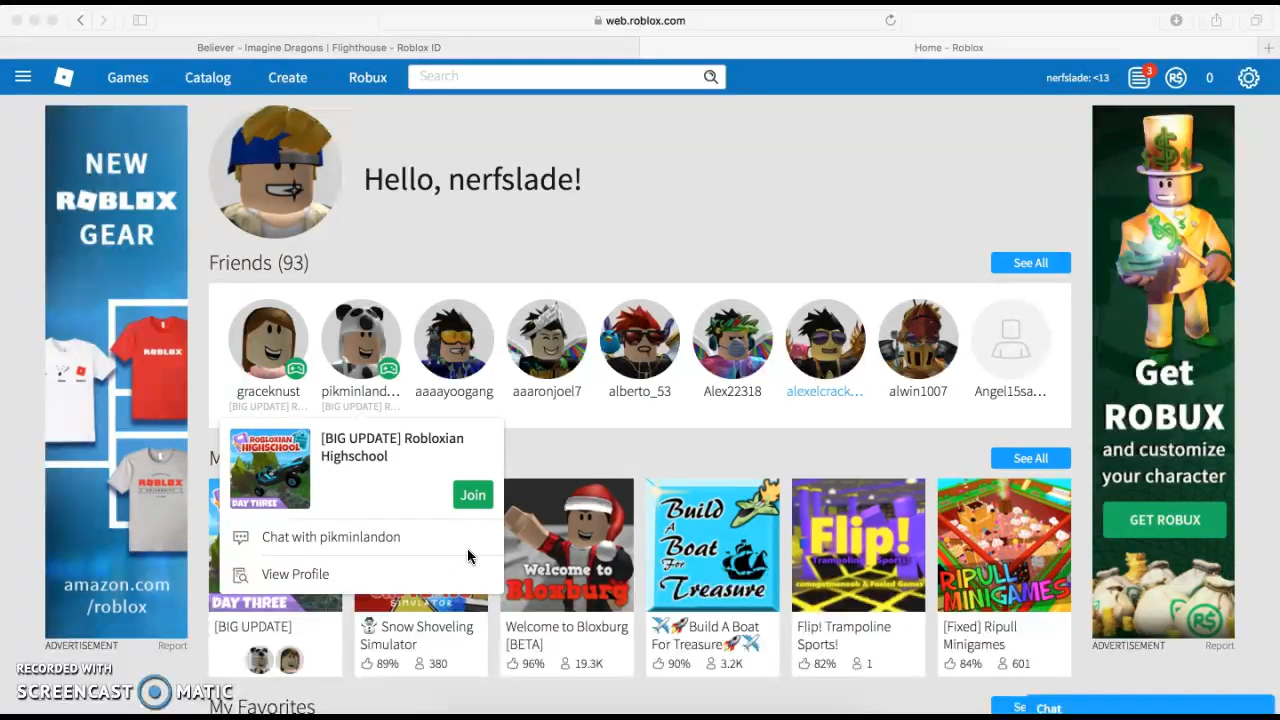 web.roblox.com
Believer - Imagine Dragons | Flighthouse - Roblox ID
Home - Roblox
Games
Catalog
Create
Robux
Search
nerfslade: <13
3
0
NEW
ROBLOX
GEAR
amazon.com
/roblox
ADVERTISEMENT
Report
Hello, nerfslade!
Friends (93)
See All
graceknust
[BIG UPDATE] R...
pikminland...
[BIG UPDATE] R...
aaaayoogang
aaaronjoel7
alberto_53
Alex22318
alexelcrack...
alwin1007
Angel15sa...
ROBLOXIAN
HIGHSCHOOL
DAY THREE
[BIG UPDATE] Robloxian
Highschool
Join
Chat with pikminlandon
View Profile
See All
DAY THREE
[BIG UPDATE]
SIMULATOR
Snow Shoveling
Simulator
89%
380
Welcome to
Bloxburg
Welcome to Bloxburg
[BETA]
96%
19.3K
Build
A
Boat
For
Treasure
Build A Boat
For Treasure
90%
3.2K
Flip!
Trampoline Sports!
Flip! Trampoline
Sports!
82%
1
RIPULL
MINIGAMES
[Fixed] Ripull
Minigames
84%
601
Get
ROBUX
and customize
your character
GET ROBUX
ADVERTISEMENT
Report
My Favorites
Se
Chat
RECORDED WITH
SCREENCAST MATIC